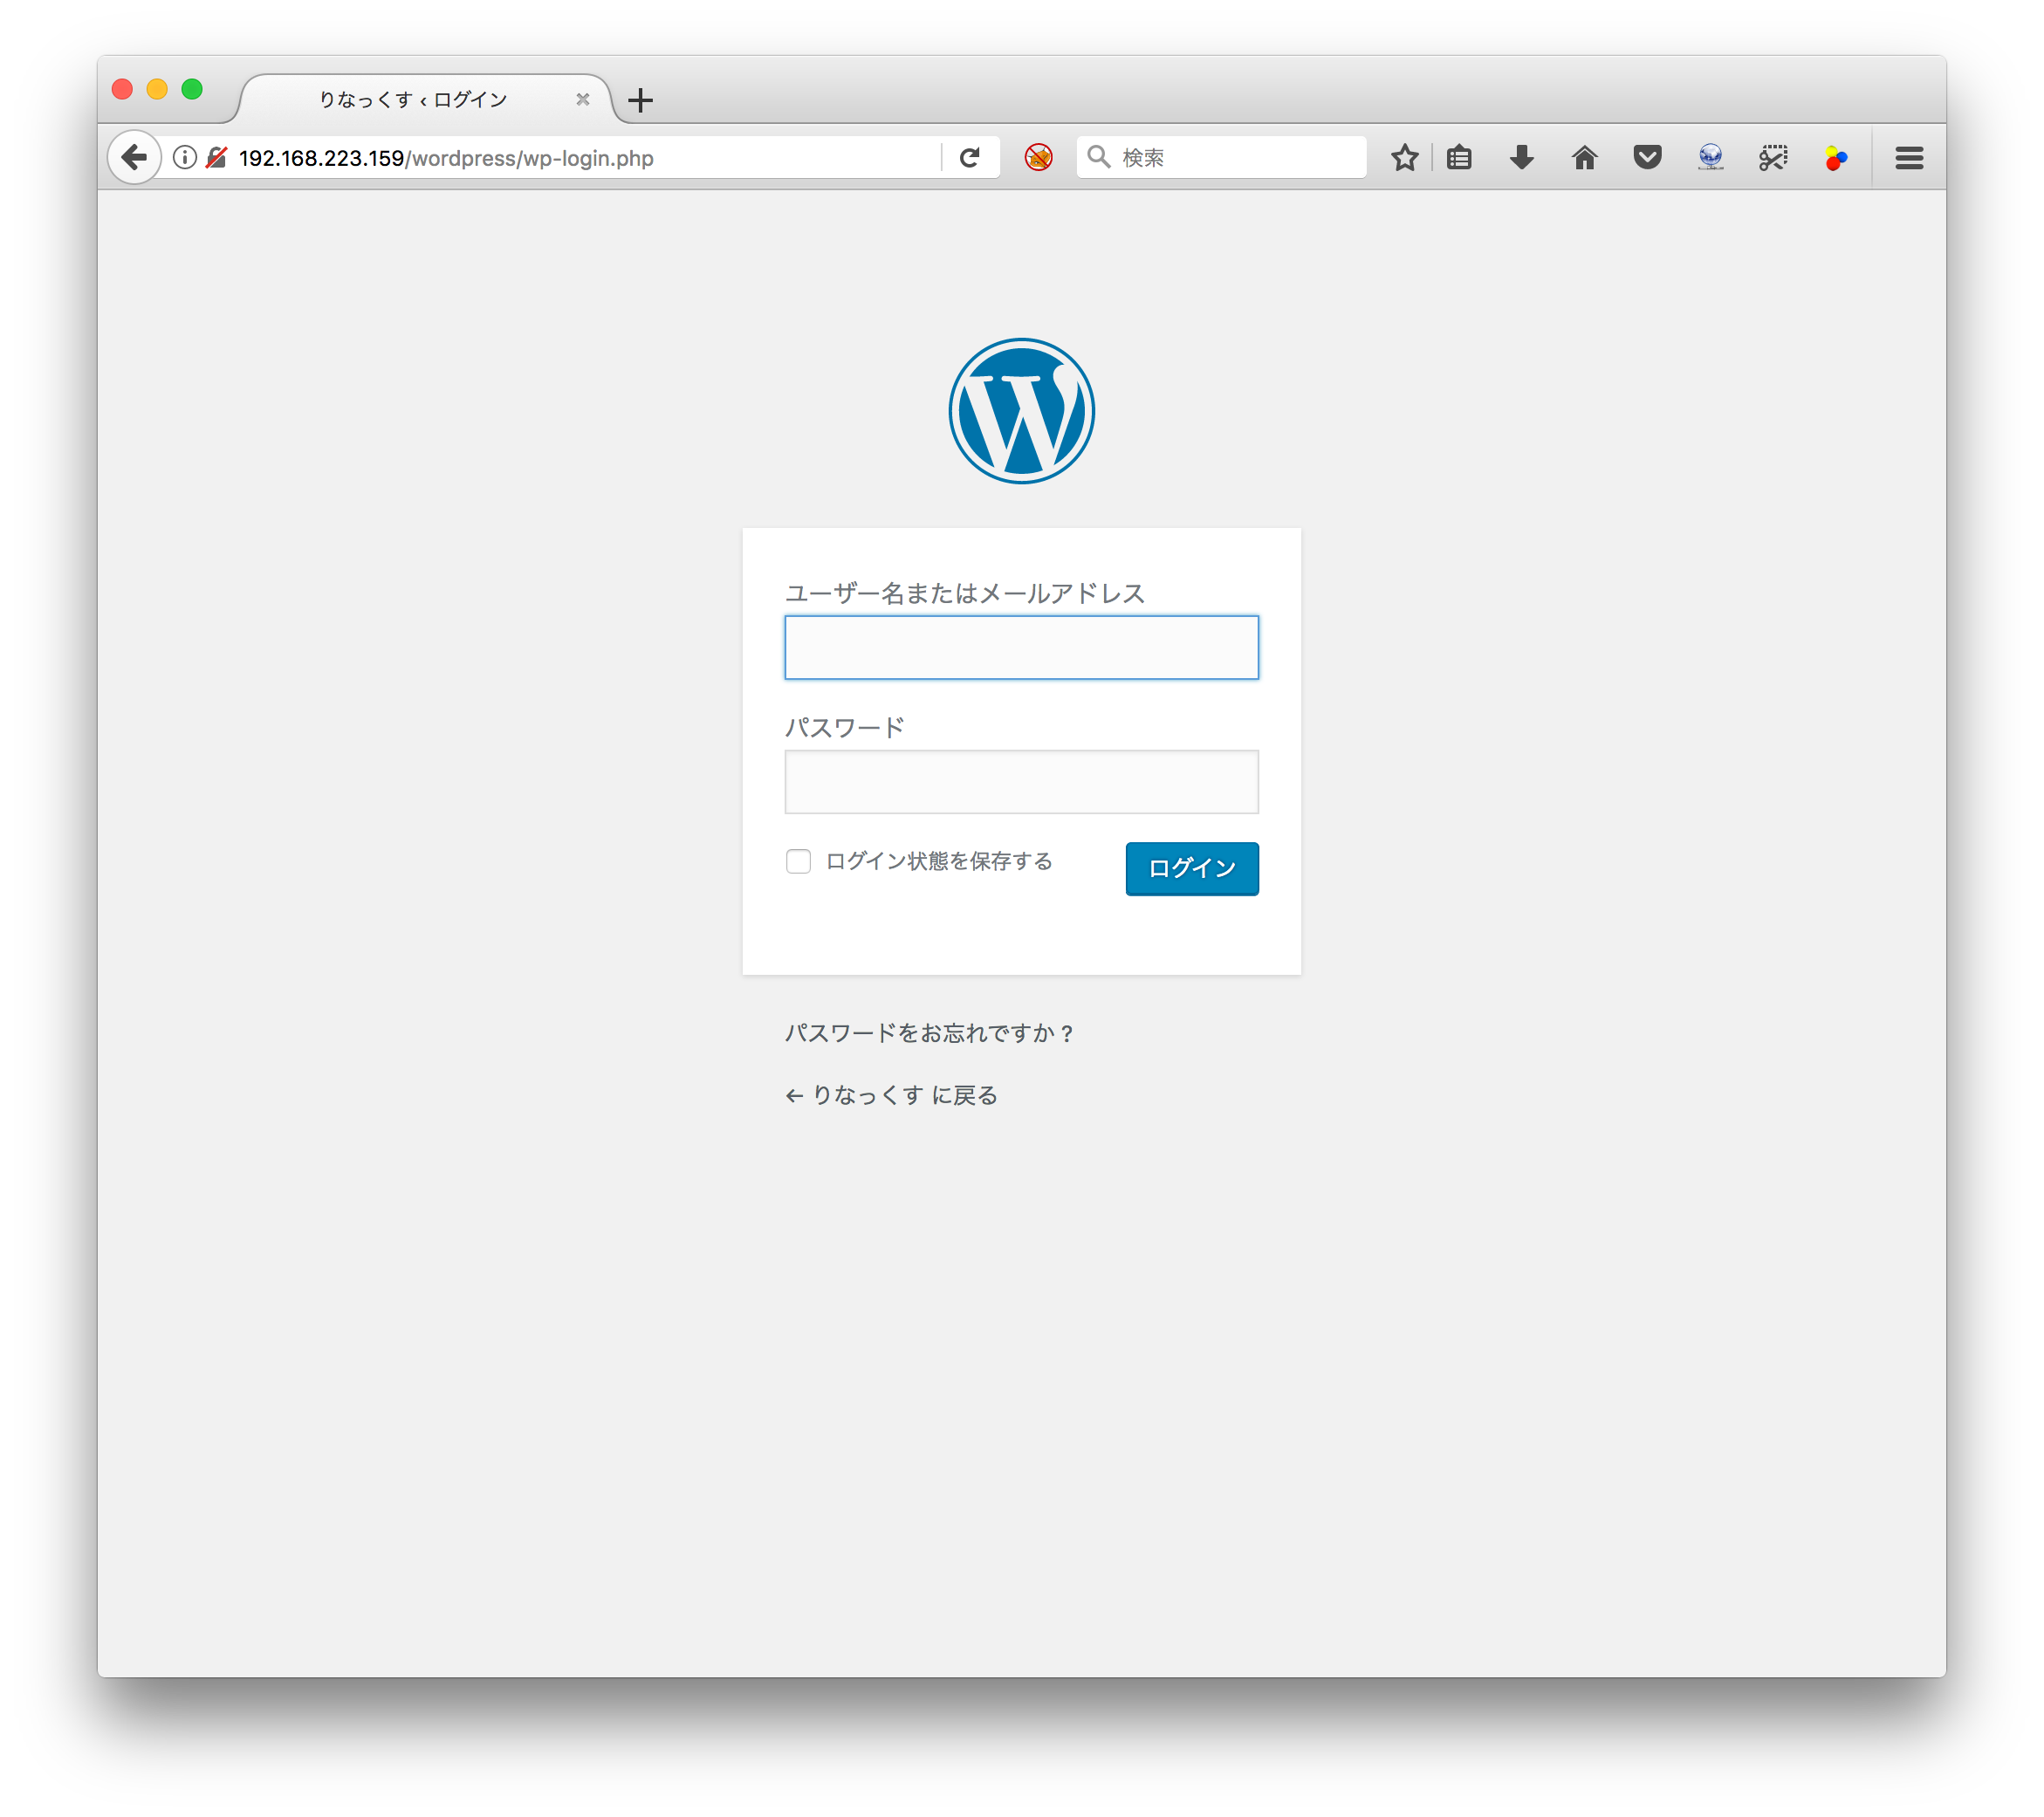 りなっくす ‹ ログイン
192.168.223.159/wordpress/wp-login.php
検索
ユーザー名またはメールアドレス
パスワード
ログイン状態を保存する
ログイン
パスワードをお忘れですか ?
← りなっくす に戻る